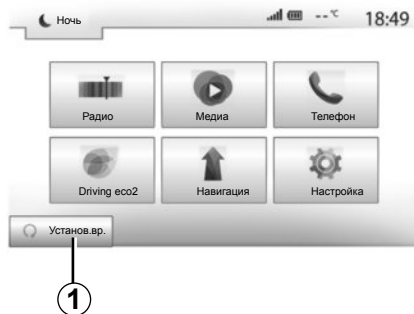 Ночь
--°C
18:49
Радио
Медиа
Телефон
Driving eco2
Навигация
Настройка
Установ.вр.
1